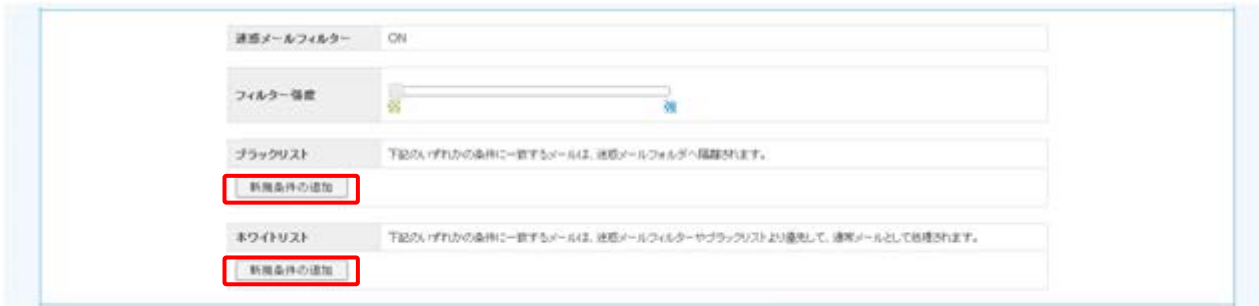 迷惑メールフィルター ON
フィルター強度
弱 強
ブラックリスト 下記のいずれかの条件に一致するメールは、迷惑メールフォルダへ隔離されます。
新規条件の追加
ホワイトリスト 下記のいずれかの条件に一致するメールは、迷惑メールフィルターやブラックリストより優先して、通常メールとして処理されます。
新規条件の追加